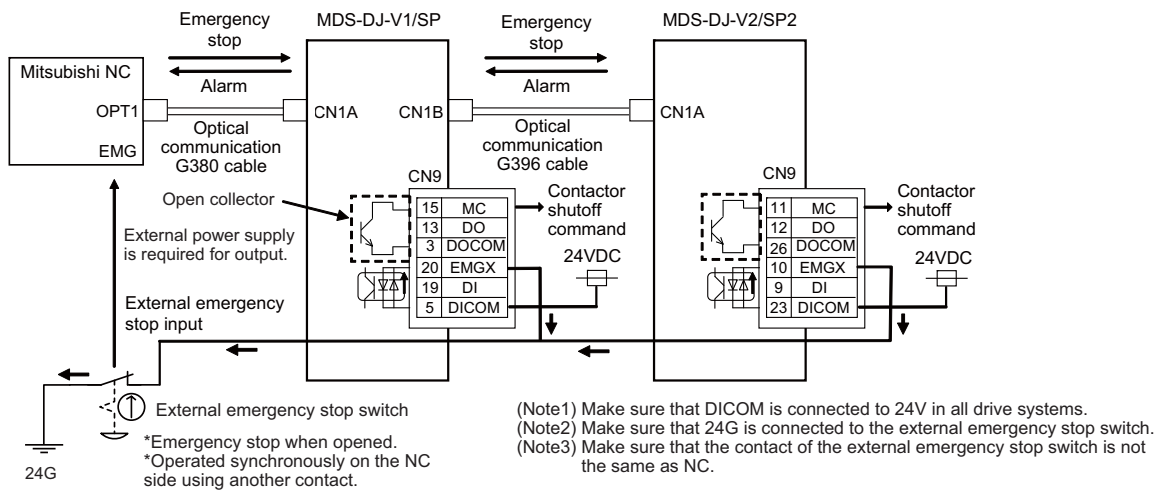 Emergency
stop
MDS-DJ-V1/SP
Emergency
stop
MDS-DJ-V2/SP2
Mitsubishi NC
Alarm
Alarm
OPT1
CN1A
CN1B
CN1A
EMG
Optical
communication
G380 cable
Optical
communication
G396 cable
CN9
CN9
Open collector
External power supply
is required for output.
15 MC
13 DO
3 DOCOM
20 EMGX
19 DI
5 DICOM
Contactor
shutoff
command
24VDC
11 MC
12 DO
26 DOCOM
10 EMGX
9 DI
23 DICOM
Contactor
shutoff
command
24VDC
External emergency
stop input
External emergency stop switch
*Emergency stop when opened.
*Operated synchronously on the NC
side using another contact.
24G
(Note1) Make sure that DICOM is connected to 24V in all drive systems.
(Note2) Make sure that 24G is connected to the external emergency stop switch.
(Note3) Make sure that the contact of the external emergency stop switch is not
the same as NC.